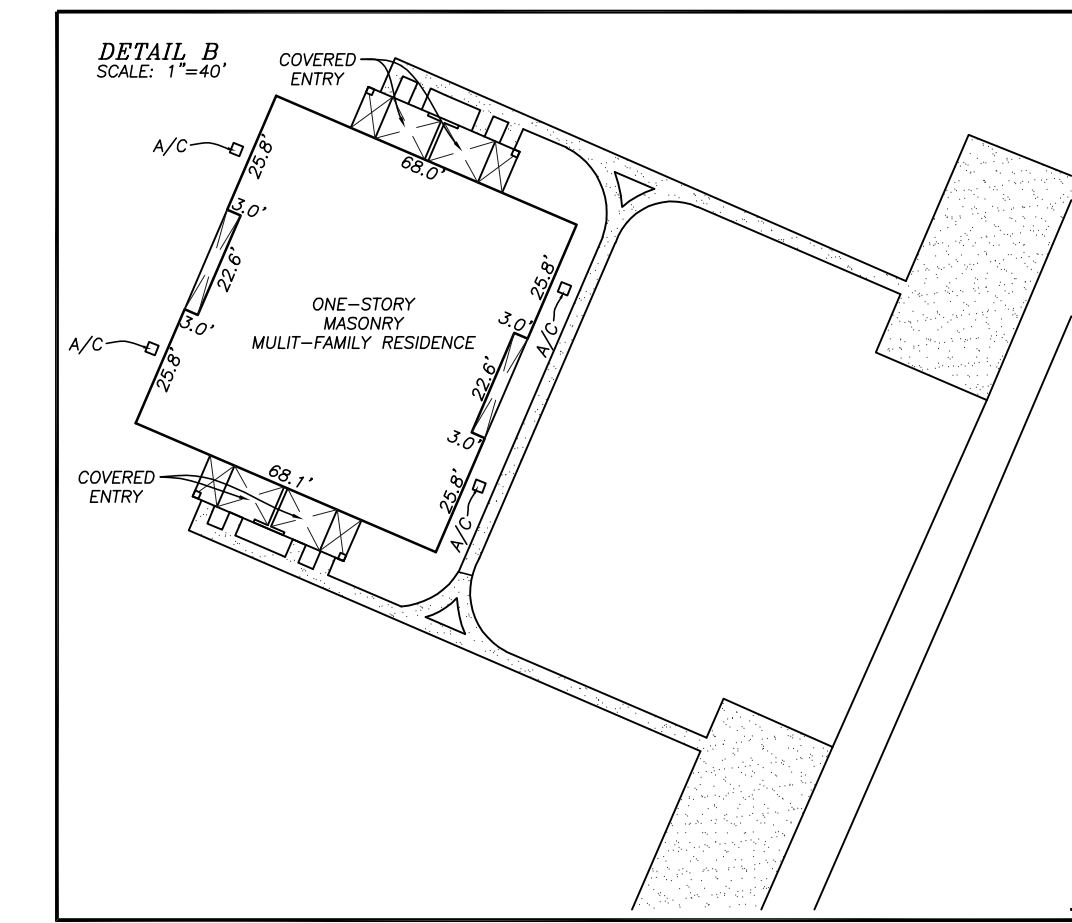 DETAIL B
SCALE: 1"=40'
COVERED
ENTRY
A/C
25.8'
68.0'
3.0'
22.6'
3.0'
A/C
25.8'
ONE-STORY
MASONRY
MULIT-FAMILY RESIDENCE
25.8'
A/C
3.0'
22.6'
3.0'
25.8'
A/C
68.1'
COVERED
ENTRY